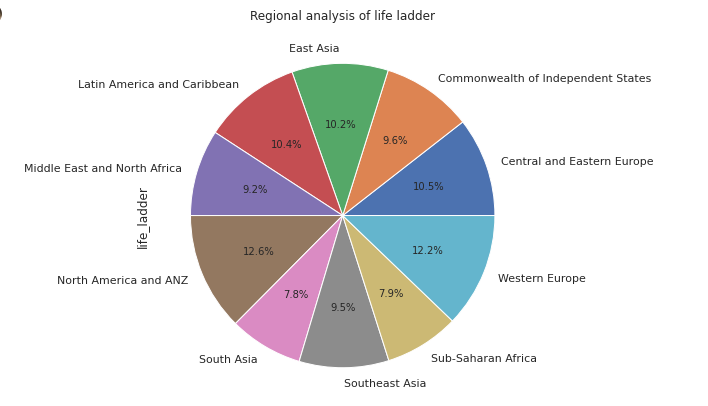 Regional analysis of life ladder
East Asia
Commonwealth of Independent States
Latin America and Caribbean
10.2%
9.6%
10.4%
Central and Eastern Europe
Middle East and North Africa
10.5%
9.2%
life_ladder
12.6%
12.2%
North America and ANZ
Western Europe
7.8%
7.9%
9.5%
South Asia
Sub-Saharan Africa
Southeast Asia